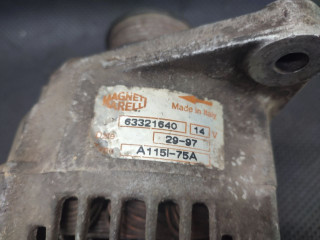 MAGNETI
MARELLI
Made in Italy
63321640 14 V
29-97
A115I-75A